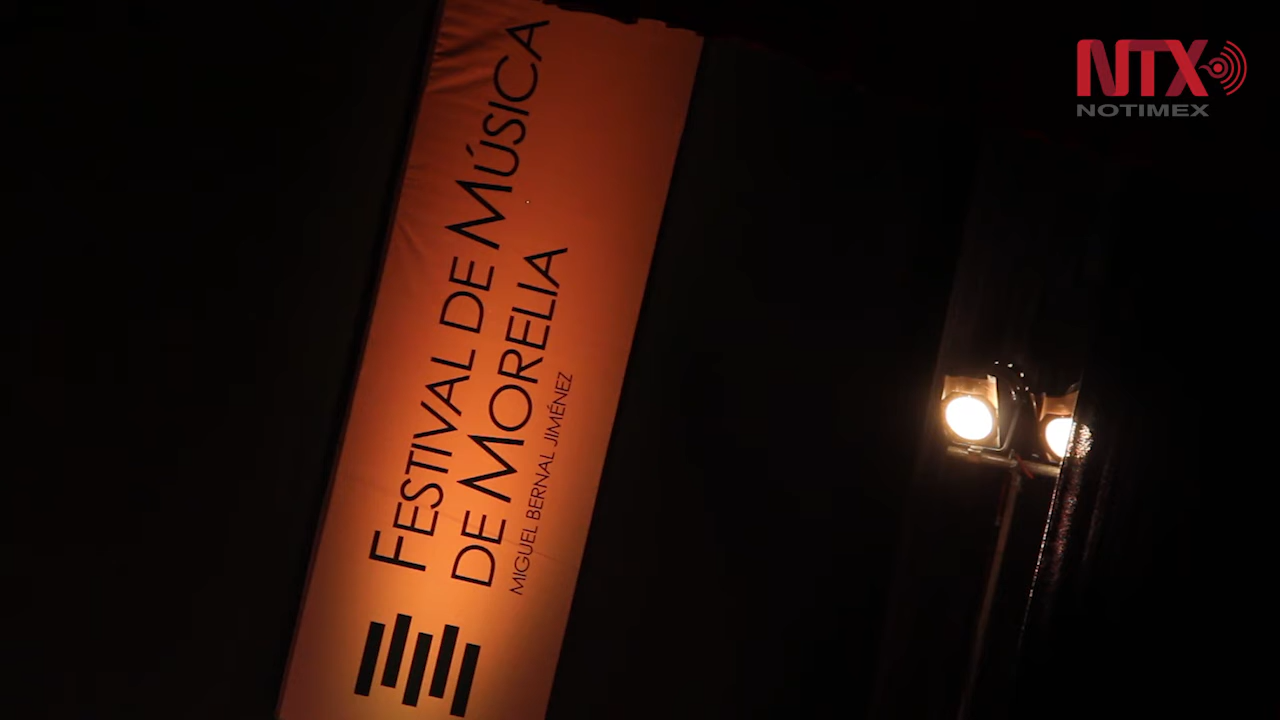 FESTIVAL DE MÚSICA
DE MORELIA
MIGUEL BERNAL JIMÉNEZ
NTX
NOTIMEX